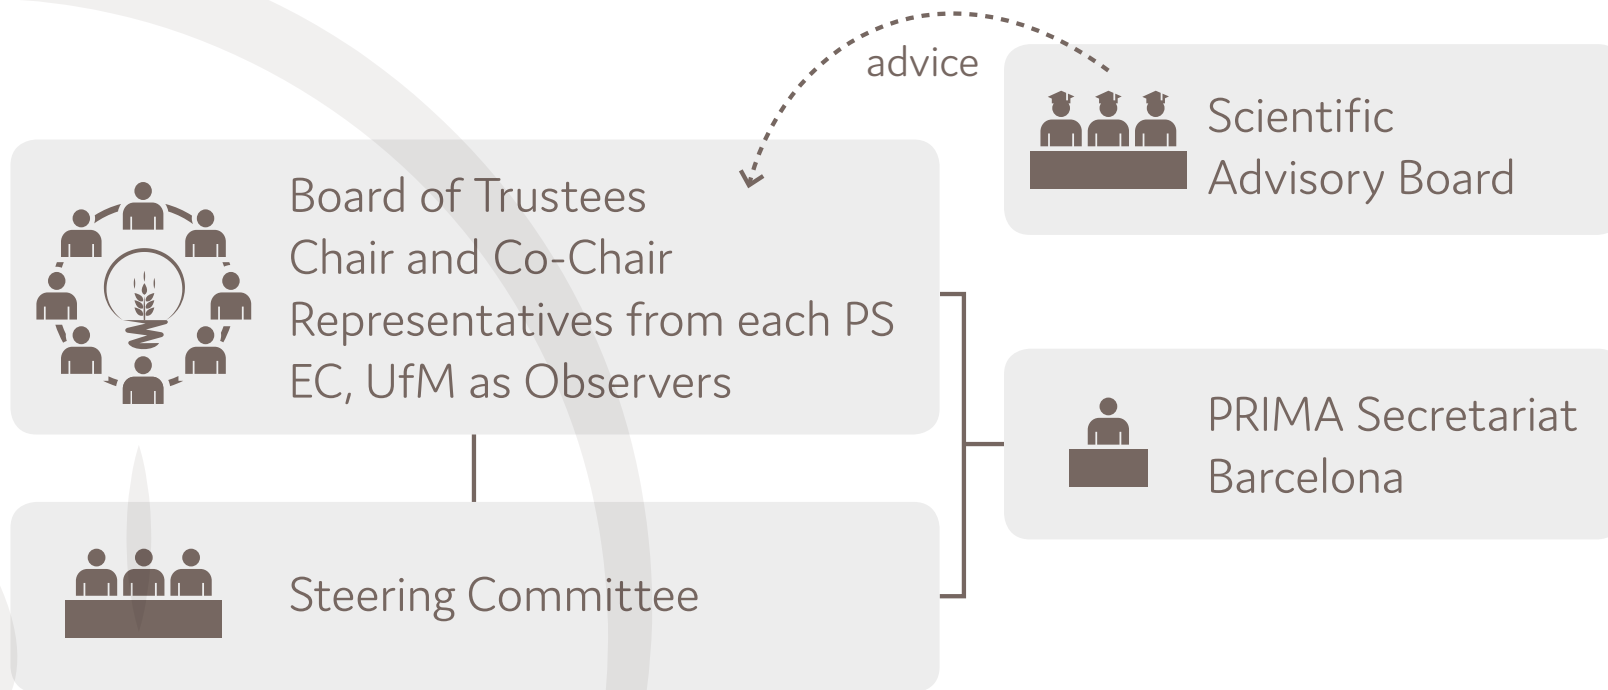 advice
Scientific
Advisory Board
Board of Trustees
Chair and Co-Chair
Representatives from each PS
EC, UfM as Observers
PRIMA Secretariat
Barcelona
Steering Committee